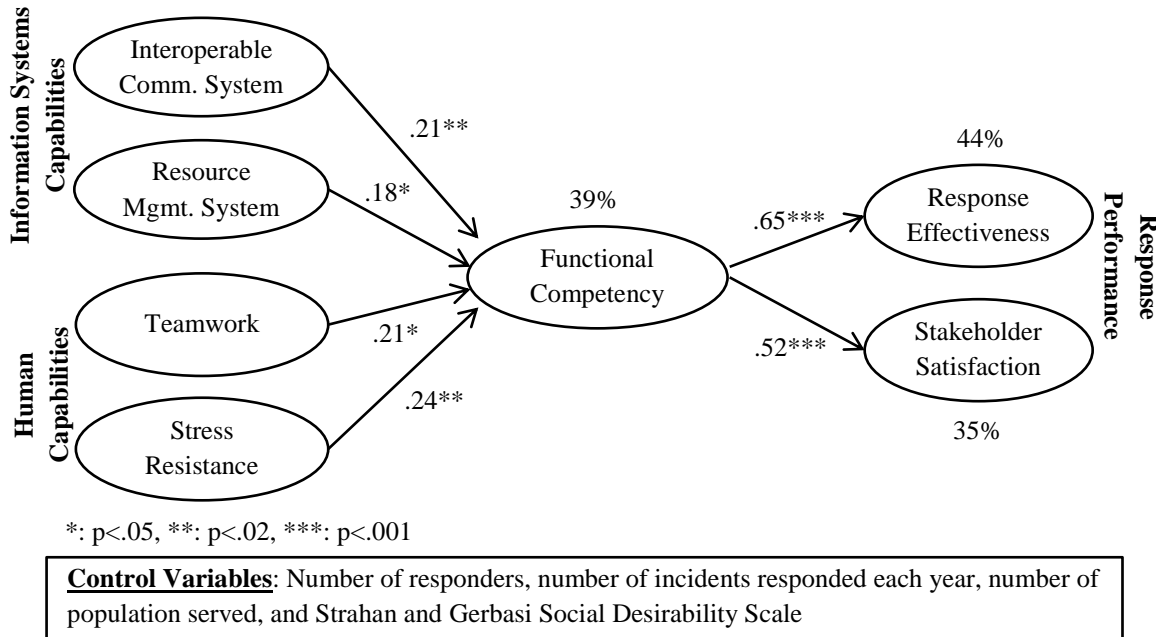 Information Systems
Capabilities
Interoperable
Comm. System
.21**
Resource
Mgmt. System
.18*
Human
Capabilities
Teamwork
.21*
Stress
Resistance
.24**
39%
Functional
Competency
.65***
.52***
44%
Response
Effectiveness
Stakeholder
Satisfaction
35%
Response
Performance
*: p<.05, **: p<.02, ***: p<.001
Control Variables: Number of responders, number of incidents responded each year, number of
population served, and Strahan and Gerbasi Social Desirability Scale